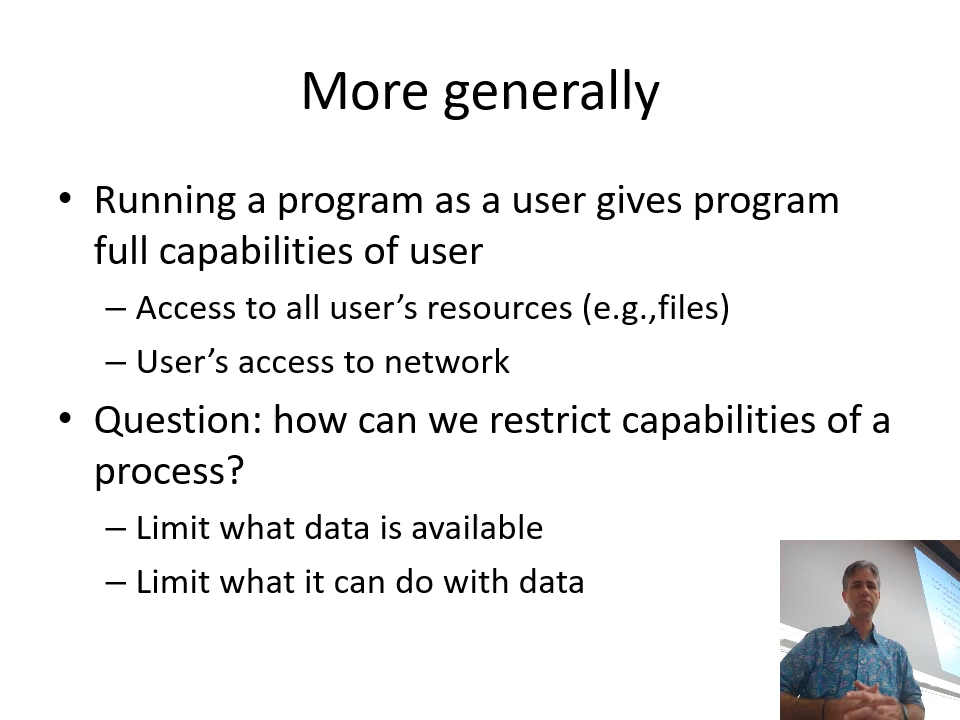 More generally
• Running a program as a user gives program
full capabilities of user
– Access to all user’s resources (e.g.,files)
– User’s access to network
• Question: how can we restrict capabilities of a
process?
– Limit what data is available
– Limit what it can do with data